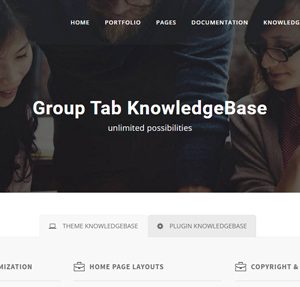 HOME PORTFOLIO PAGES DOCUMENTATION KNOWLEDG
Group Tab KnowledgeBase
unlimited possibilities
THEME KNOWLEDGEBASE PLUGIN KNOWLEDGEBASE
MIZATION HOME PAGE LAYOUTS COPYRIGHT &